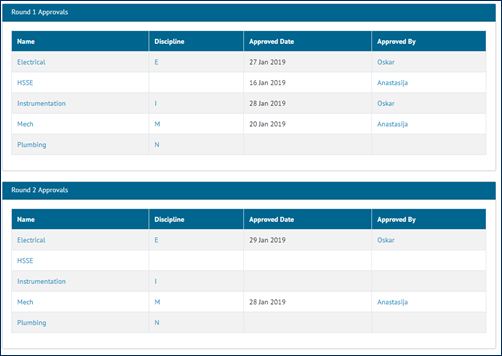 Round 1 Approvals
Name Discipline Approved Date Approved By
Electrical E 27 Jan 2019 Oskar
HSSE 16 Jan 2019 Anastasija
Instrumentation I 28 Jan 2019 Oskar
Mech M 20 Jan 2019 Anastasija
Plumbing N
Round 2 Approvals
Name Discipline Approved Date Approved By
Electrical E 29 Jan 2019 Oskar
HSSE
Instrumentation I
Mech M 28 Jan 2019 Anastasija
Plumbing N